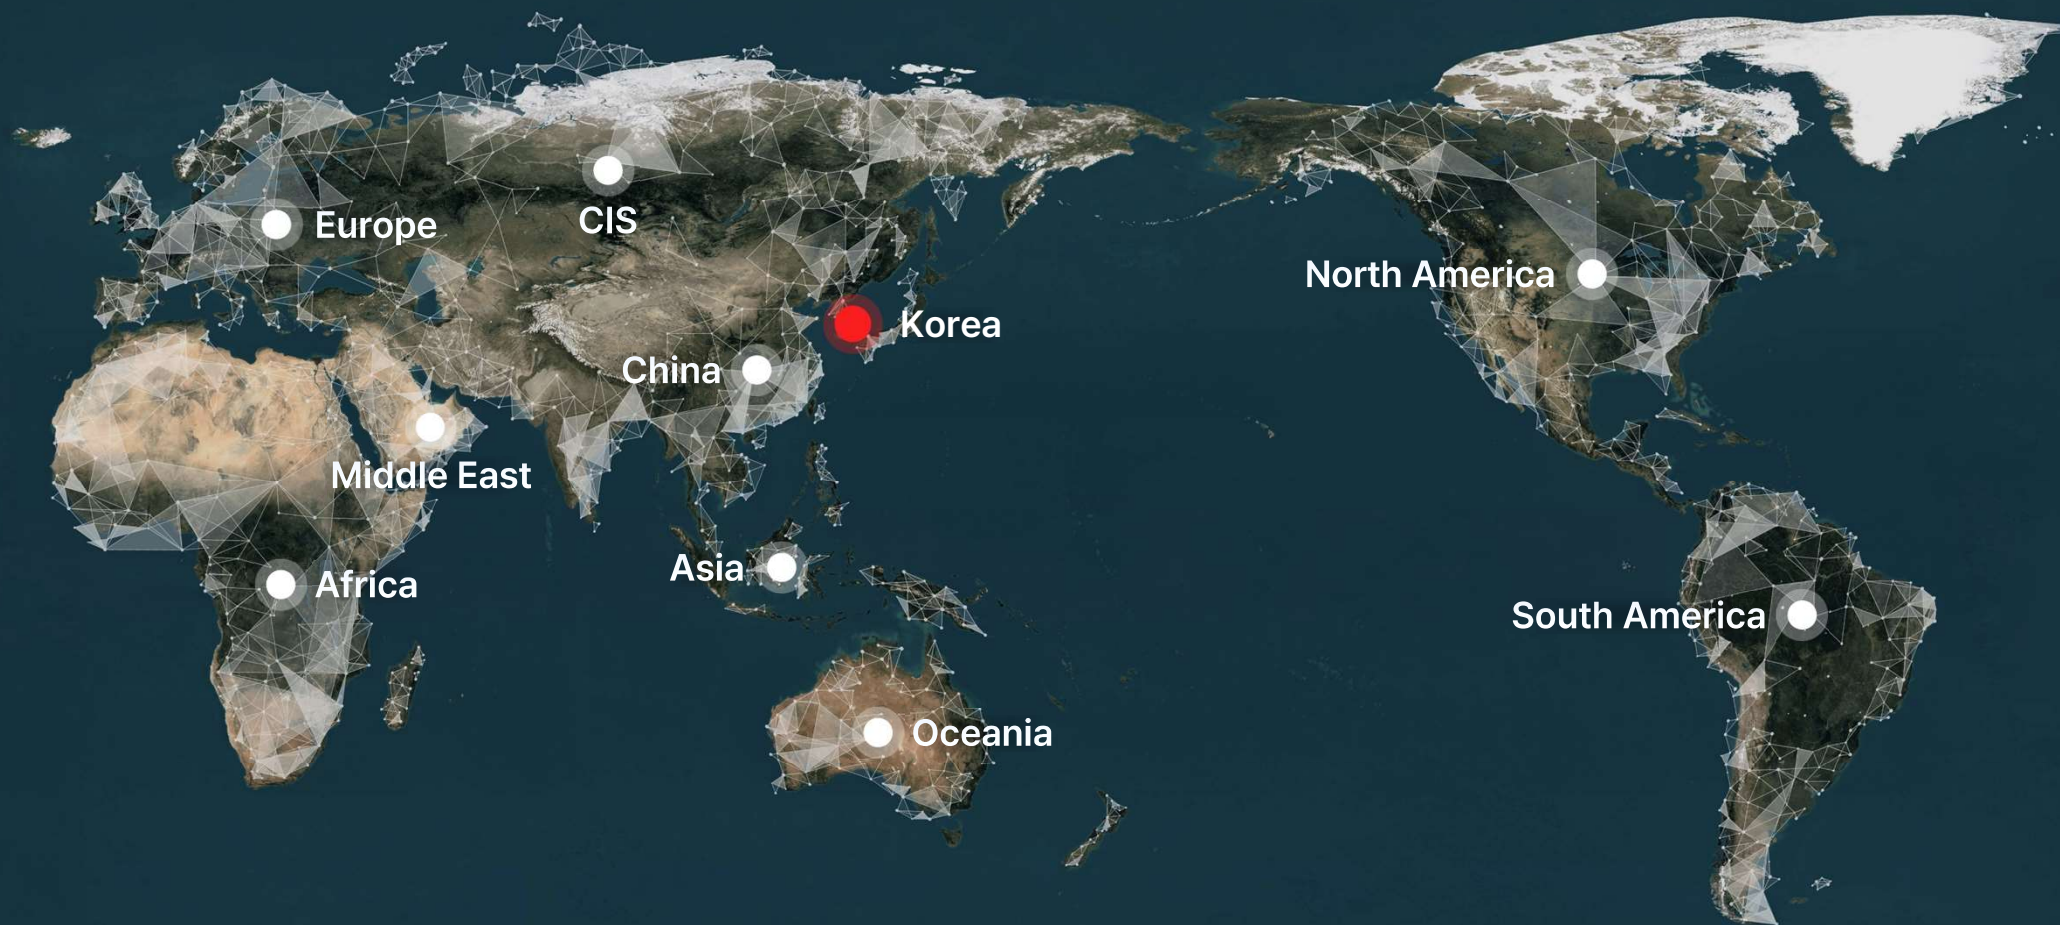 Europe
CIS
North America
Korea
China
Middle East
Asia
Africa
South America
Oceania